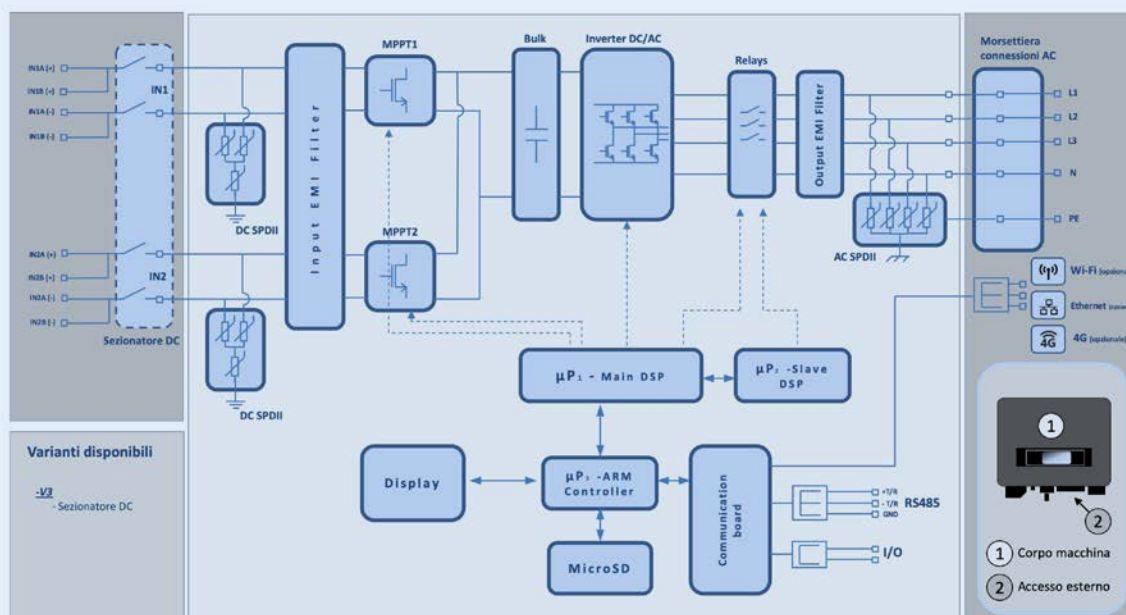 IN1A (+)
IN1B (+)
IN1A (-)
IN1B (-)
IN1
IN2A (+)
IN2B (+)
IN2A (-)
IN2B (-)
IN2
Sezionatore DC
DC SPDII
DC SPDII
Input EMI Filter
MPPT1
MPPT2
Bulk
Inverter DC/AC
Relays
Output EMI Filter
AC SPDII
Morsettiera
connessioni AC
L1
L2
L3
N
PE
Wi-Fi
Ethernet
4G
4G (opzionale)
µP₁ - Main DSP
-Slave
DSP
Display
-ARM
Controller
MicroSD
Communication
board
+T/R
- T/R
GND
RS485
I/O
Varianti disponibili
-V3
- Sezionatore DC
1
2
1 Corpo macchina
2 Accesso esterno